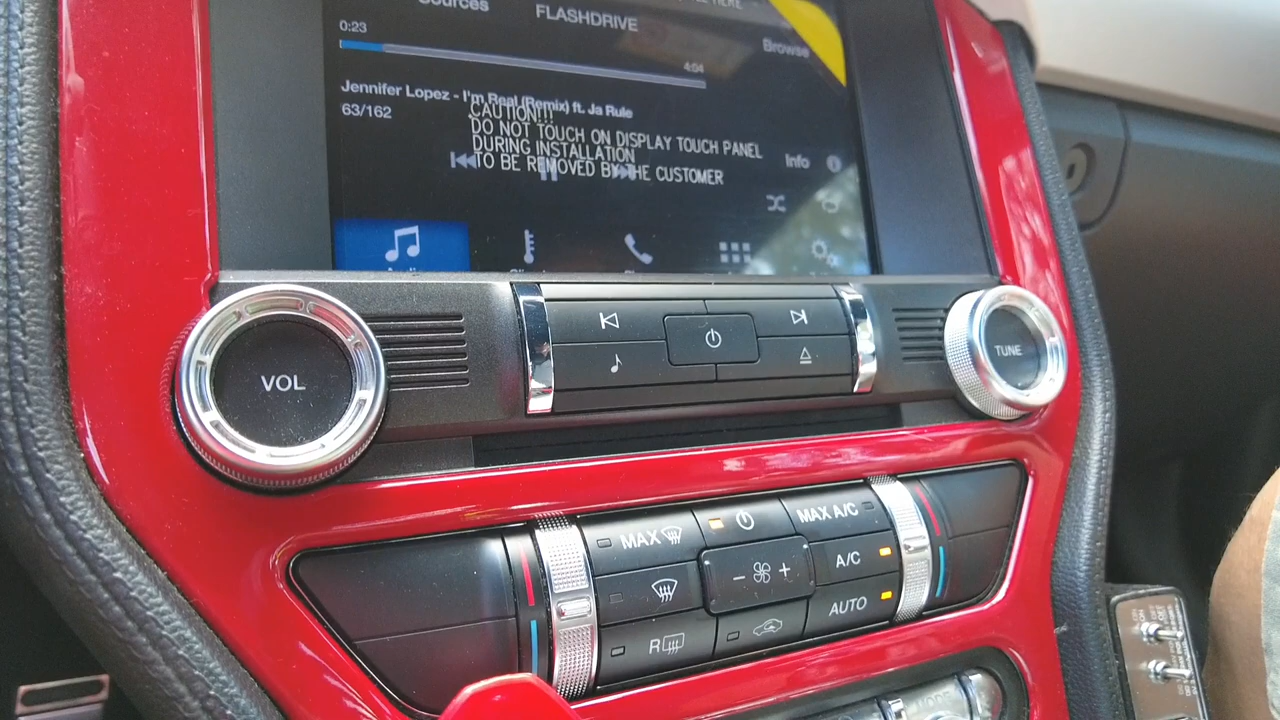 Sources FLASHDRIVE
HERE
0:23
Browse
4:04
Jennifer Lopez - I'm Real (Remix) ft. Ja Rule
63/162
CAUTION!!!
DO NOT TOUCH ON DISPLAY TOUCH PANEL
DURING INSTALLATION
TO BE REMOVED BY THE CUSTOMER
Info
VOL
TUNE
MAX
MAX A/C
A/C
AUTO
R
MODE